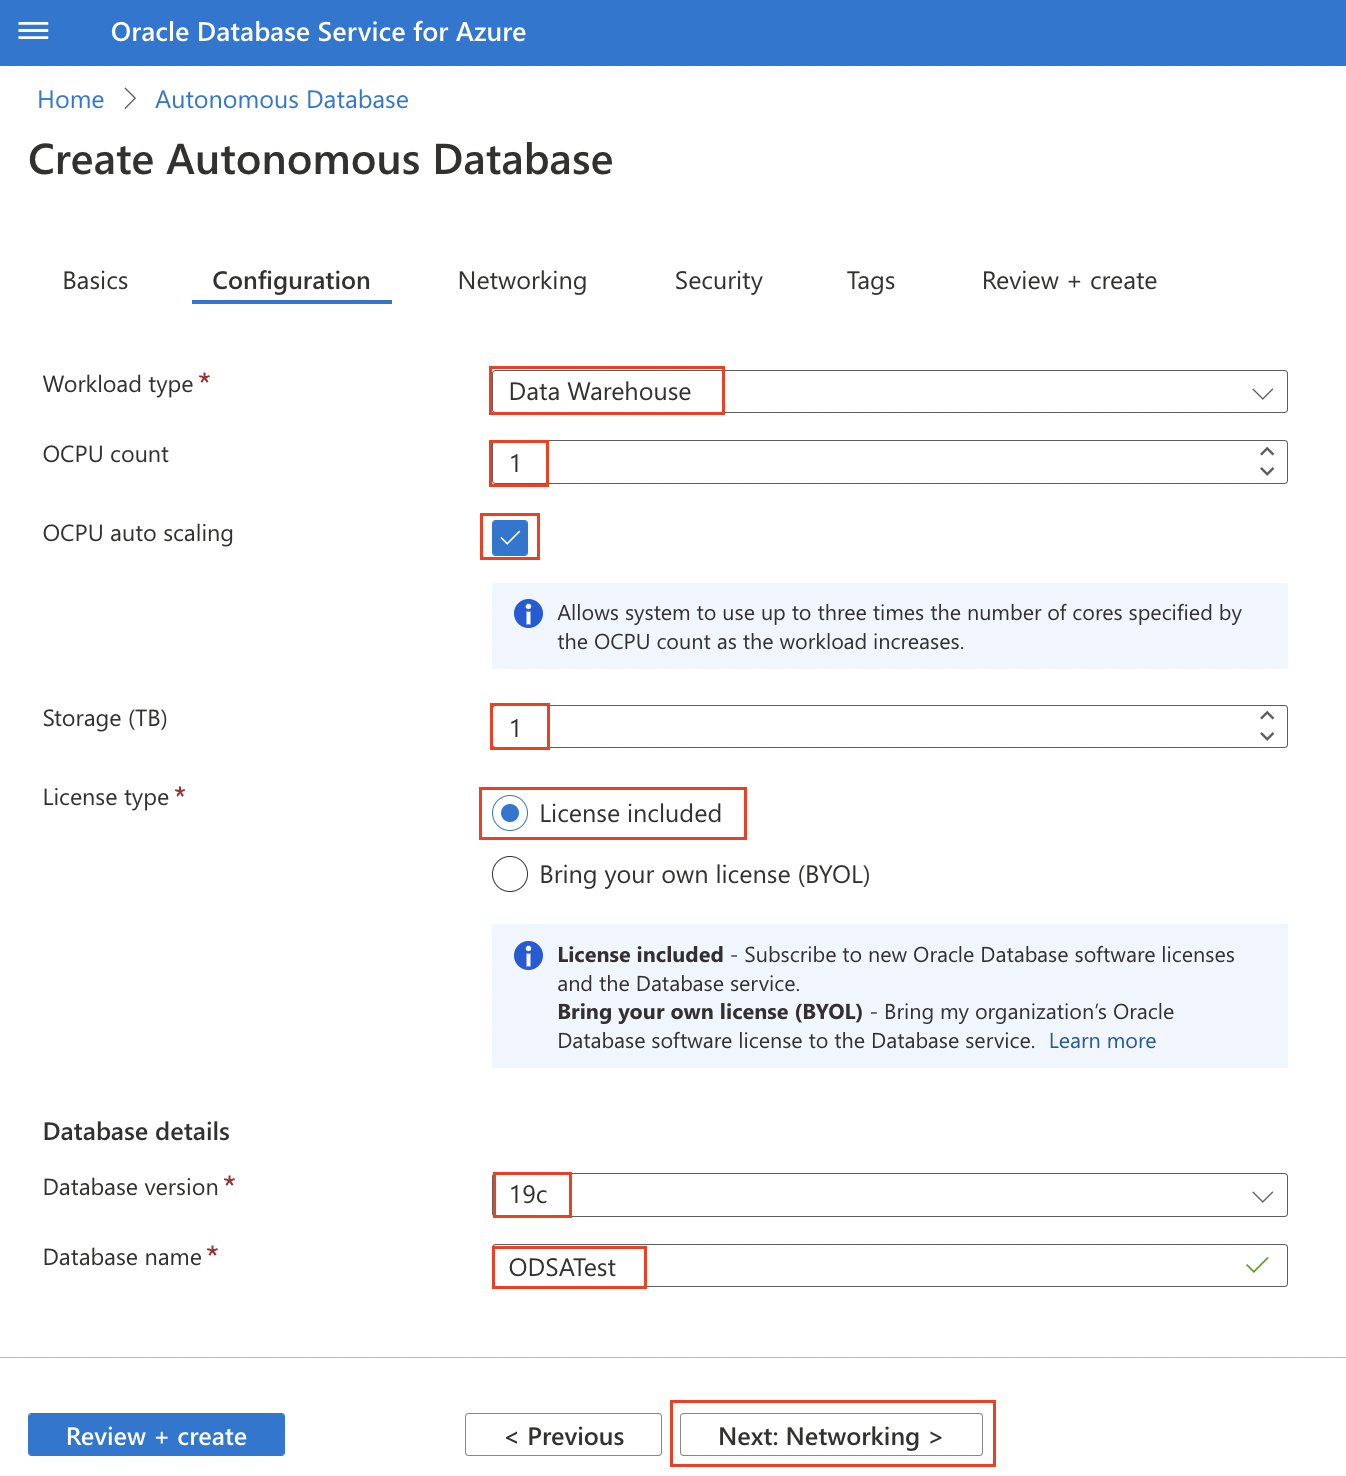 Oracle Database Service for Azure
Home > Autonomous Database
Create Autonomous Database
Basics Configuration Networking Security Tags Review + create
Workload type * Data Warehouse
OCPU count 1
OCPU auto scaling
Allows system to use up to three times the number of cores specified by
the OCPU count as the workload increases.
Storage (TB) 1
License type * License included
Bring your own license (BYOL)
License included - Subscribe to new Oracle Database software licenses
and the Database service.
Bring your own license (BYOL) - Bring my organization’s Oracle
Database software license to the Database service. Learn more
Database details
Database version * 19c
Database name * ODSATest
Review + create < Previous Next: Networking >